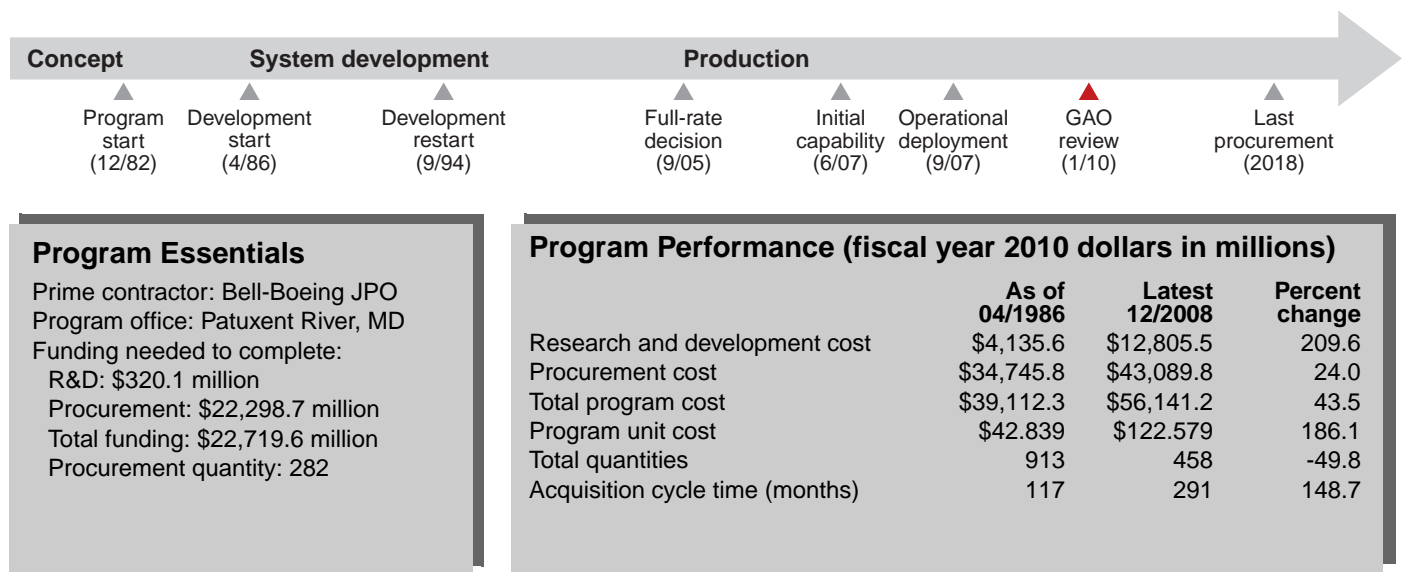 Concept System development Production
Program start (12/82)
Development start (4/86)
Development restart (9/94)
Full-rate decision (9/05)
Initial capability (6/07)
Operational deployment (9/07)
GAO review (1/10)
Last procurement (2018)
Program Essentials
Prime contractor: Bell-Boeing JPO
Program office: Patuxent River, MD
Funding needed to complete:
R&D: $320.1 million
Procurement: $22,298.7 million
Total funding: $22,719.6 million
Procurement quantity: 282
Program Performance (fiscal year 2010 dollars in millions)
As of 04/1986 Latest 12/2008 Percent change
Research and development cost $4,135.6 $12,805.5 209.6
Procurement cost $34,745.8 $43,089.8 24.0
Total program cost $39,112.3 $56,141.2 43.5
Program unit cost $42.839 $122.579 186.1
Total quantities 913 458 -49.8
Acquisition cycle time (months) 117 291 148.7